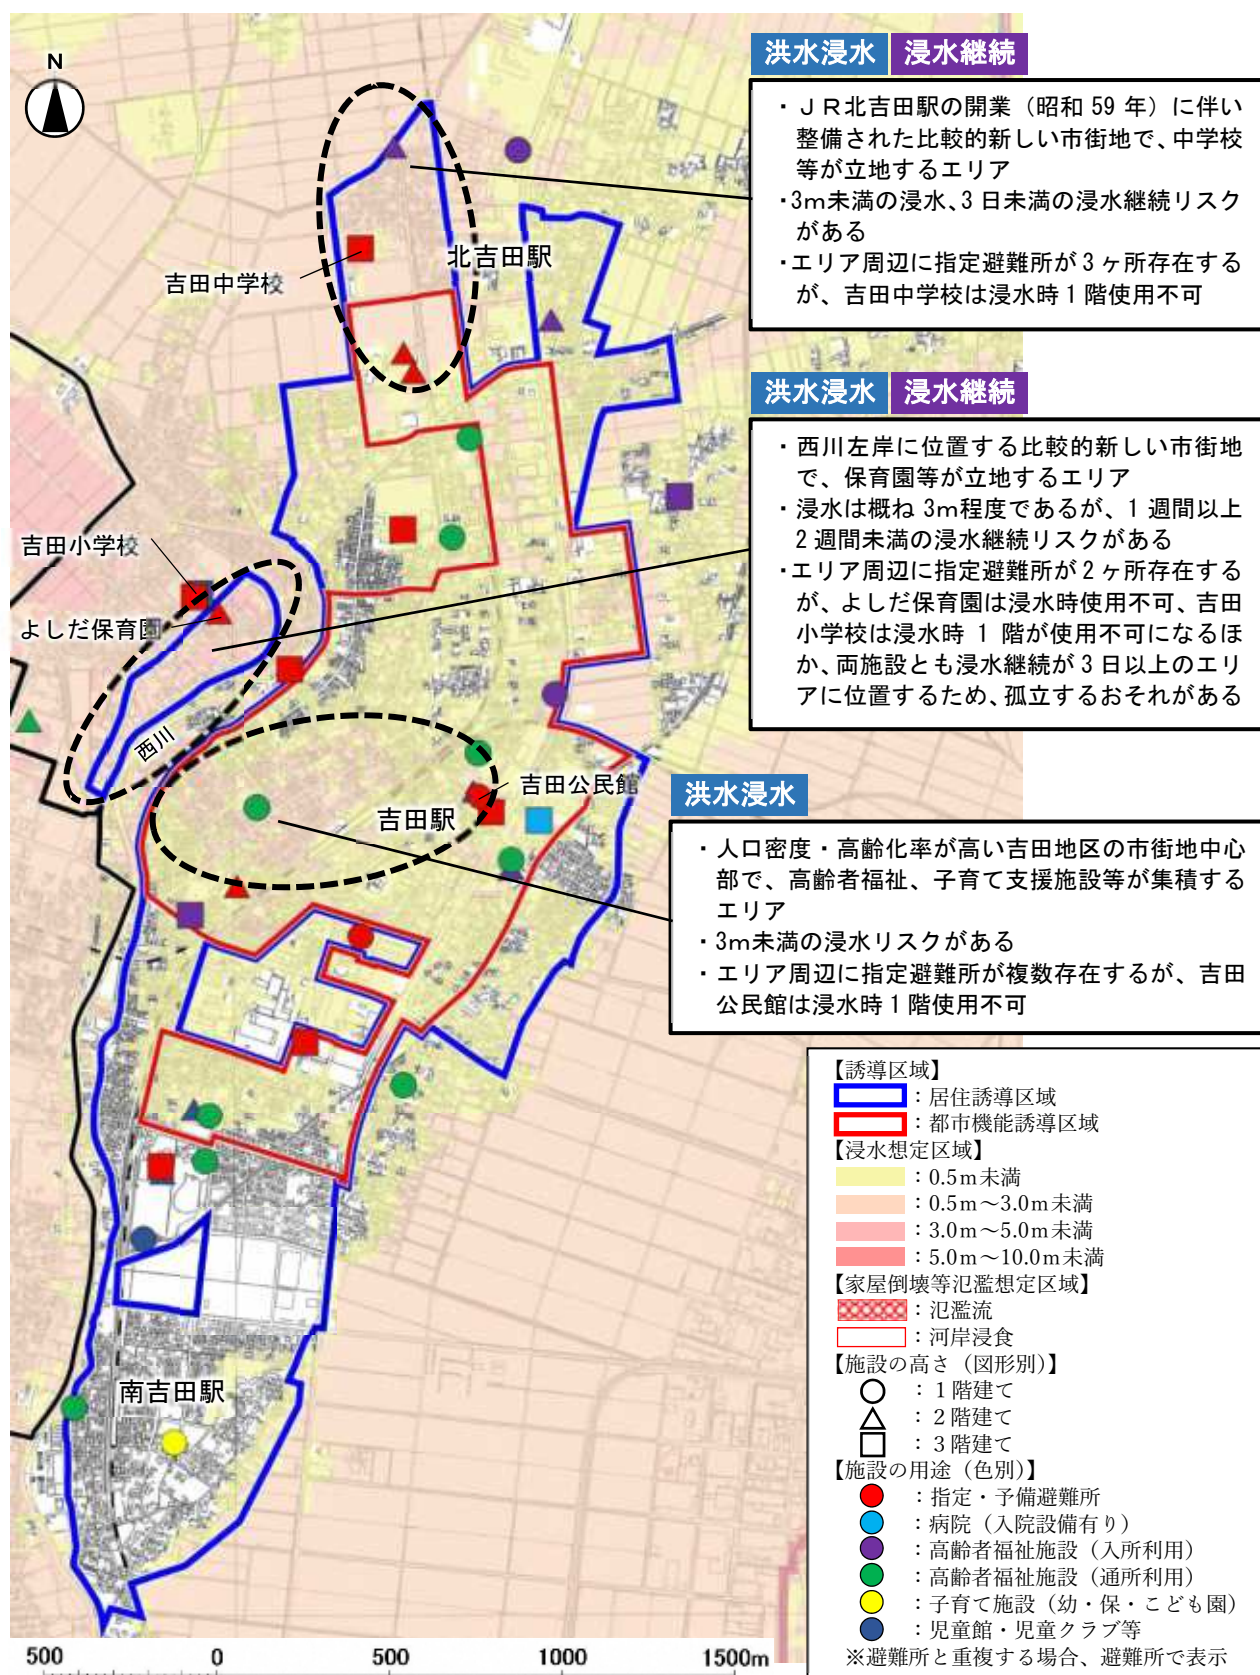 N
洪水浸水 浸水継続
・ＪＲ北吉田駅の開業（昭和 59 年）に伴い
整備された比較的新しい市街地で、中学校
等が立地するエリア
・3ｍ未満の浸水、3 日未満の浸水継続リスク
がある
・エリア周辺に指定避難所が 3 ヶ所存在する
が、吉田中学校は浸水時 1 階使用不可
北吉田駅
吉田中学校
洪水浸水 浸水継続
・西川左岸に位置する比較的新しい市街地
で、保育園等が立地するエリア
・浸水は概ね 3ｍ程度であるが、1 週間以上
2 週間未満の浸水継続リスクがある
・エリア周辺に指定避難所が 2 ヶ所存在する
が、よしだ保育園は浸水時使用不可、吉田
小学校は浸水時 1 階が使用不可になるほ
か、両施設とも浸水継続が 3 日以上のエリ
アに位置するため、孤立するおそれがある
吉田小学校
よしだ保育園
西川
吉田公民館
吉田駅
洪水浸水
・人口密度・高齢化率が高い吉田地区の市街地中心
部で、高齢者福祉、子育て支援施設等が集積する
エリア
・3ｍ未満の浸水リスクがある
・エリア周辺に指定避難所が複数存在するが、吉田
公民館は浸水時 1 階使用不可
南吉田駅
【誘導区域】
：居住誘導区域
：都市機能誘導区域
【浸水想定区域】
：0.5ｍ未満
：0.5ｍ～3.0ｍ未満
：3.0ｍ～5.0ｍ未満
：5.0ｍ～10.0ｍ未満
【家屋倒壊等氾濫想定区域】
：氾濫流
：河岸浸食
【施設の高さ（図形別）】
：１階建て
：２階建て
：３階建て
【施設の用途（色別）】
：指定・予備避難所
：病院（入院設備有り）
：高齢者福祉施設（入所利用）
：高齢者福祉施設（通所利用）
：子育て施設（幼・保・こども園）
：児童館・児童クラブ等
※避難所と重複する場合、避難所で表示
500 0 500 1000 1500m